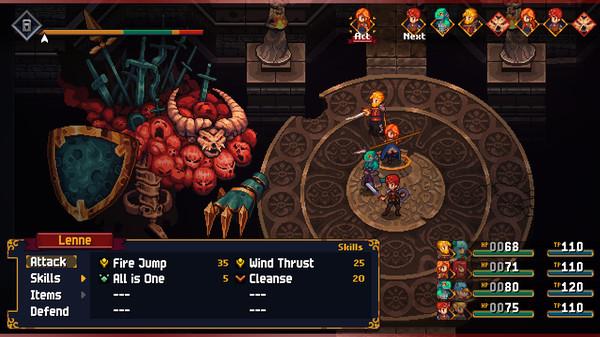 Act Next
Lenne
Skills
Attack
Skills
Items
Defend
Fire Jump 35 Wind Thrust 25
All is One 5 Cleanse 20
--- ---
--- ---
HP 0068 TP 110
HP 0071 TP 110
HP 0080 TP 120
HP 0075 TP 110